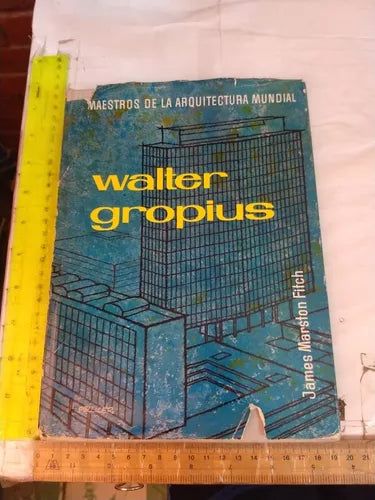 MAESTROS DE LA ARQUITECTURA MUNDIAL
walter
gropius
James Marston Fitch